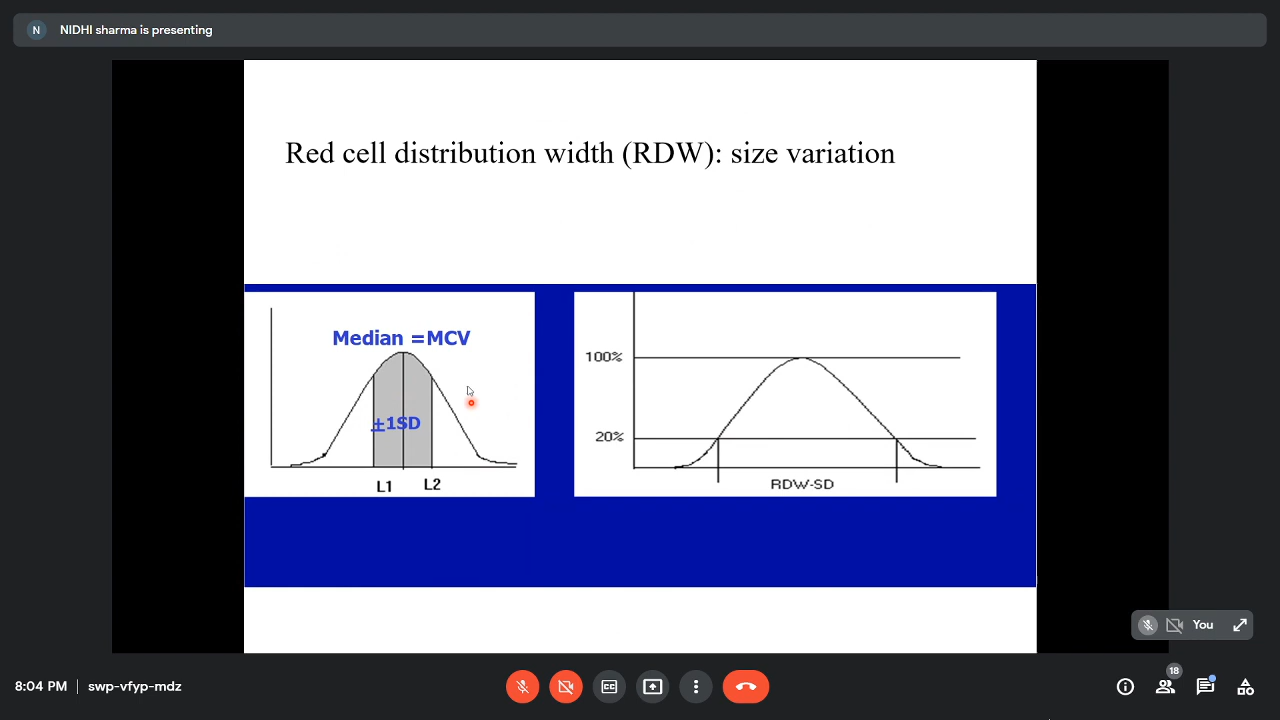 N NIDHI sharma is presenting
Red cell distribution width (RDW): size variation
Median =MCV
±1SD
L1 L2
100%
20%
RDW-SD
You
8:04 PM swp-vfyp-mdz
CC
18